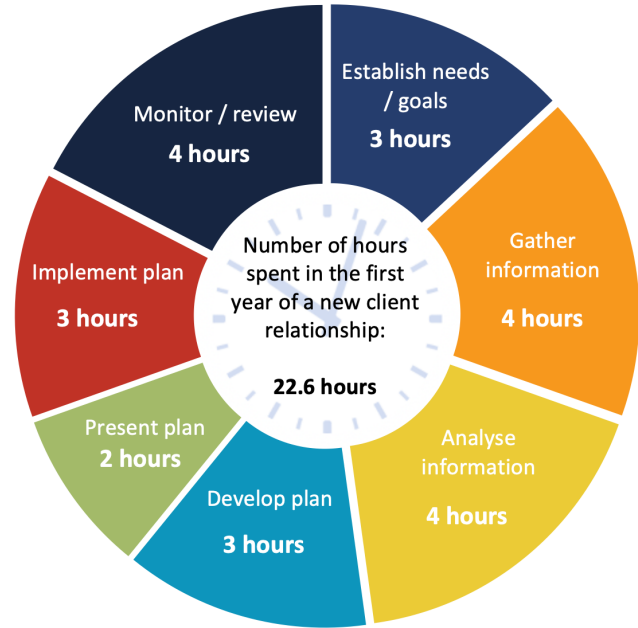 Number of hours
spent in the first
year of a new client
relationship:
22.6 hours
Establish needs
/ goals
3 hours
Gather
information
4 hours
Analyse
information
4 hours
Develop plan
3 hours
Present plan
2 hours
Implement plan
3 hours
Monitor / review
4 hours